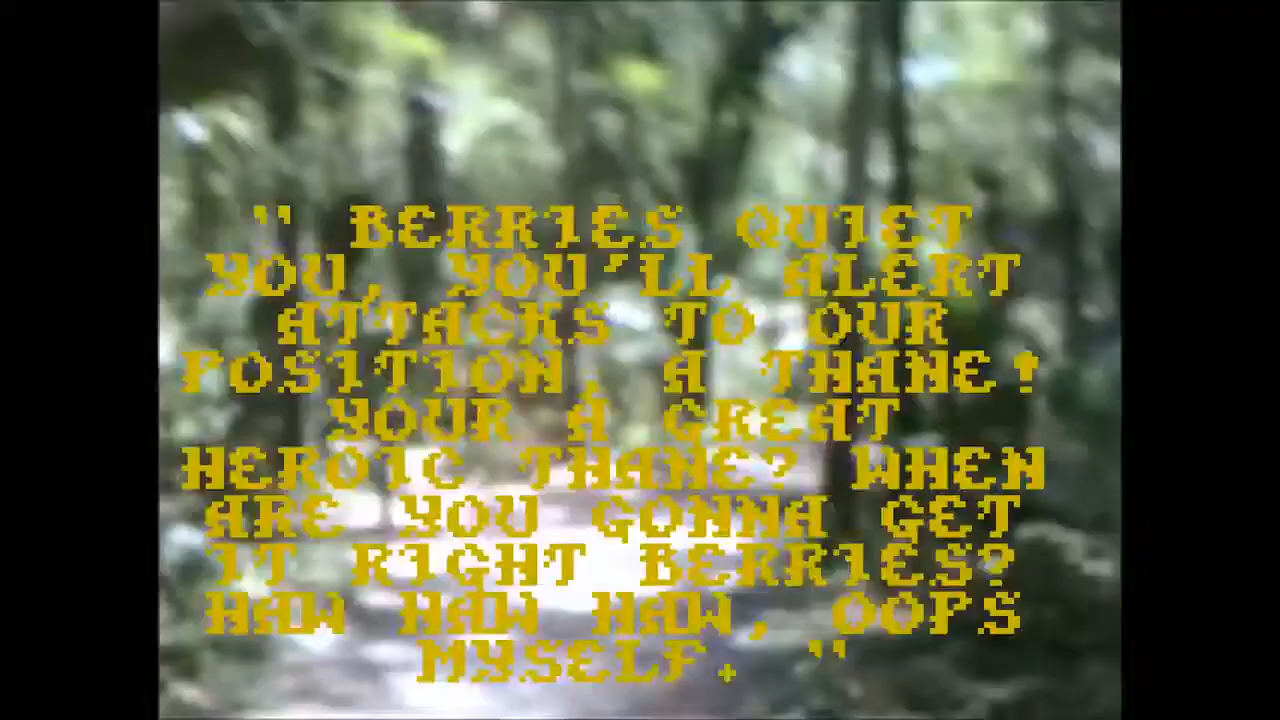 " BERRIES QUIET
YOU, YOU'LL ALERT
ATTACKS TO OUR
POSITION, A THANE!
YOUR A GREAT
HEROIC THANE? WHEN
ARE YOU GONNA GET
IT RIGHT BERRIES?
HAW HAW HAW, OOPS
MYSELF. "